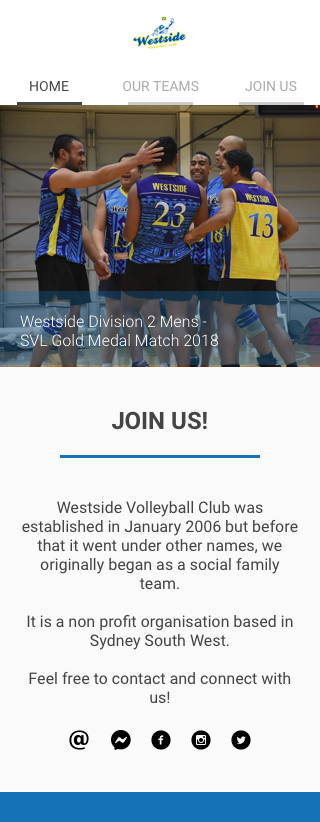 Westside
HOME
OUR TEAMS
JOIN US
WESTSIDE
23
WESTSIDE
13
18
Westside Division 2 Mens -
SVL Gold Medal Match 2018
JOIN US!
Westside Volleyball Club was
established in January 2006 but before
that it went under other names, we
originally began as a social family
team.
It is a non profit organisation based in
Sydney South West.
Feel free to contact and connect with
us!